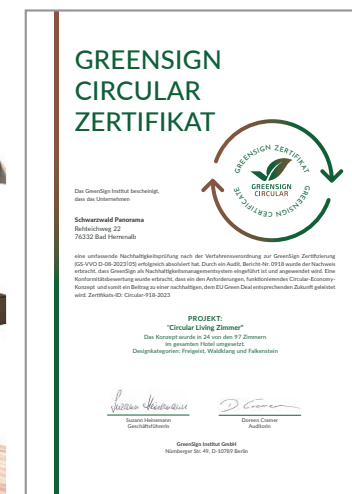 GREENSIGN
CIRCULAR
ZERTIFIKAT
GREENSIGN ZERTIFIKAT
GREENSIGN CERTIFICATE
GREENSIGN
CIRCULAR
Das GreenSign Institut bescheinigt,
dass das Unternehmen
Schwarzwald Panorama
Rehteichweg 22
76332 Bad Herrenalb
eine umfassende Nachhaltigkeitsprüfung nach der Verfahrensverordnung zur GreenSign Zertifizierung
(GS-VVO D-08-2023|05) erfolgreich absolviert hat. Durch ein Audit, Bericht-Nr. 0918 wurde der Nachweis
erbracht, dass GreenSign als Nachhaltigkeitsmanagementsystem eingeführt ist und angewendet wird. Eine
Konformitätsbewertung wurde erbracht, dass ein den Anforderungen, funktionierendes Circular-Economy-
Konzept und somit ein Beitrag zu einer nachhaltigen, dem EU Green Deal entsprechenden Zukunft geleistet
wird. Zertifikats-ID: Circular-918-2023
PROJEKT:
"Circular Living Zimmer"
Das Konzept wurde in 24 von den 97 Zimmern
im gesamten Hotel umgesetzt.
Designkategorien: Freigeist, Waldklang und Falkenstein
Suzann Heinemann
D Cramer
Suzann Heinemann
Geschäftsführerin
Doreen Cramer
Auditorin
GreenSign Institut GmbH
Nürnberger Str. 49, D-10789 Berlin